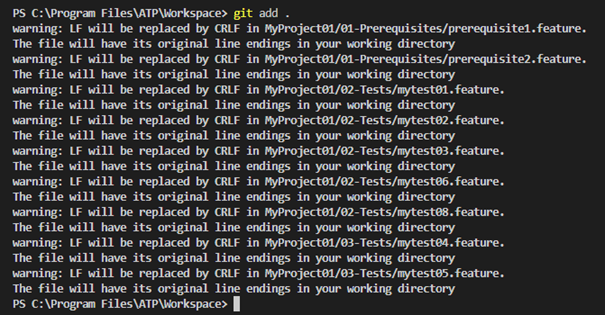 PS C:\Program Files\ATP\Workspace> git add .
warning: LF will be replaced by CRLF in MyProject01/01-Prerequisites/prerequisite1.feature.
The file will have its original line endings in your working directory
warning: LF will be replaced by CRLF in MyProject01/01-Prerequisites/prerequisite2.feature.
The file will have its original line endings in your working directory
warning: LF will be replaced by CRLF in MyProject01/02-Tests/mytest01.feature.
The file will have its original line endings in your working directory
warning: LF will be replaced by CRLF in MyProject01/02-Tests/mytest02.feature.
The file will have its original line endings in your working directory
warning: LF will be replaced by CRLF in MyProject01/02-Tests/mytest03.feature.
The file will have its original line endings in your working directory
warning: LF will be replaced by CRLF in MyProject01/02-Tests/mytest06.feature.
The file will have its original line endings in your working directory
warning: LF will be replaced by CRLF in MyProject01/02-Tests/mytest08.feature.
The file will have its original line endings in your working directory
warning: LF will be replaced by CRLF in MyProject01/03-Tests/mytest04.feature.
The file will have its original line endings in your working directory
warning: LF will be replaced by CRLF in MyProject01/03-Tests/mytest05.feature.
The file will have its original line endings in your working directory
PS C:\Program Files\ATP\Workspace>